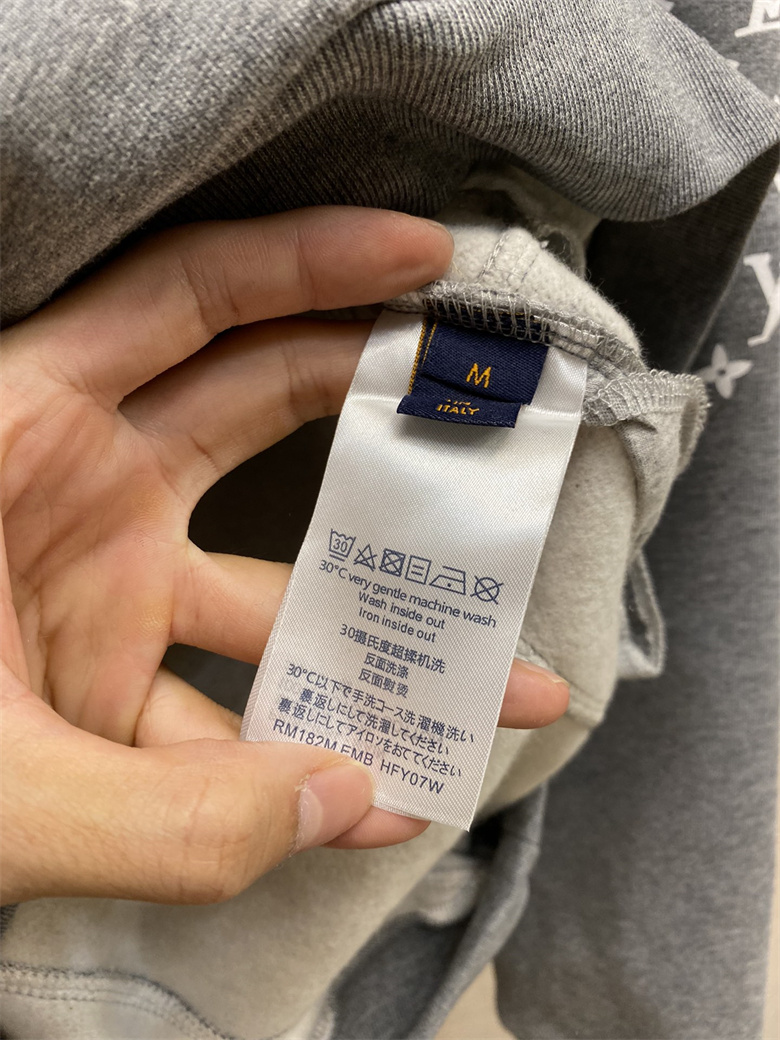 M
ITALY
30
30°C very gentle machine wash
Wash inside out
Iron inside out
30摄氏度超揉机洗
反面洗涤
反面熨烫
30℃以下で手洗コース洗濯機洗い
裏返しにして洗濯してください
裏返しにしてアイロソをおててください
RM182M EMB HFY07W
y